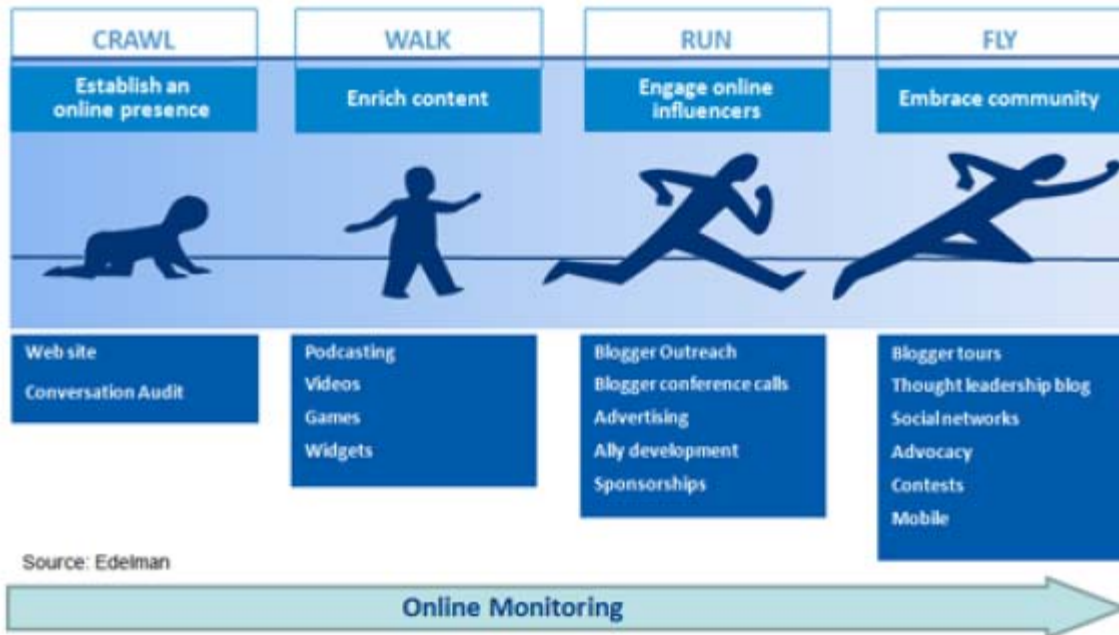 CRAWL
WALK
RUN
FLY
Establish an
online presence
Enrich content
Engage online
influencers
Embrace community
Web site
Conversation Audit
Podcasting
Videos
Games
Widgets
Blogger Outreach
Blogger conference calls
Advertising
Ally development
Sponsorships
Blogger tours
Thought leadership blog
Social networks
Advocacy
Contests
Mobile
Source: Edelman
Online Monitoring